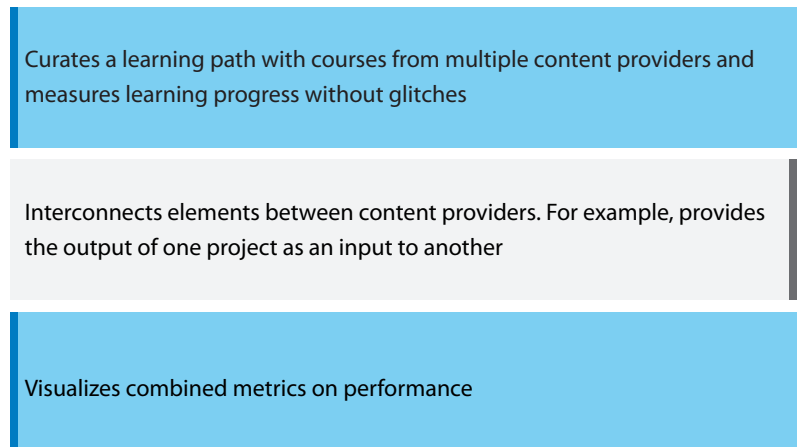 Curates a learning path with courses from multiple content providers and
measures learning progress without glitches
Interconnects elements between content providers. For example, provides
the output of one project as an input to another
Visualizes combined metrics on performance